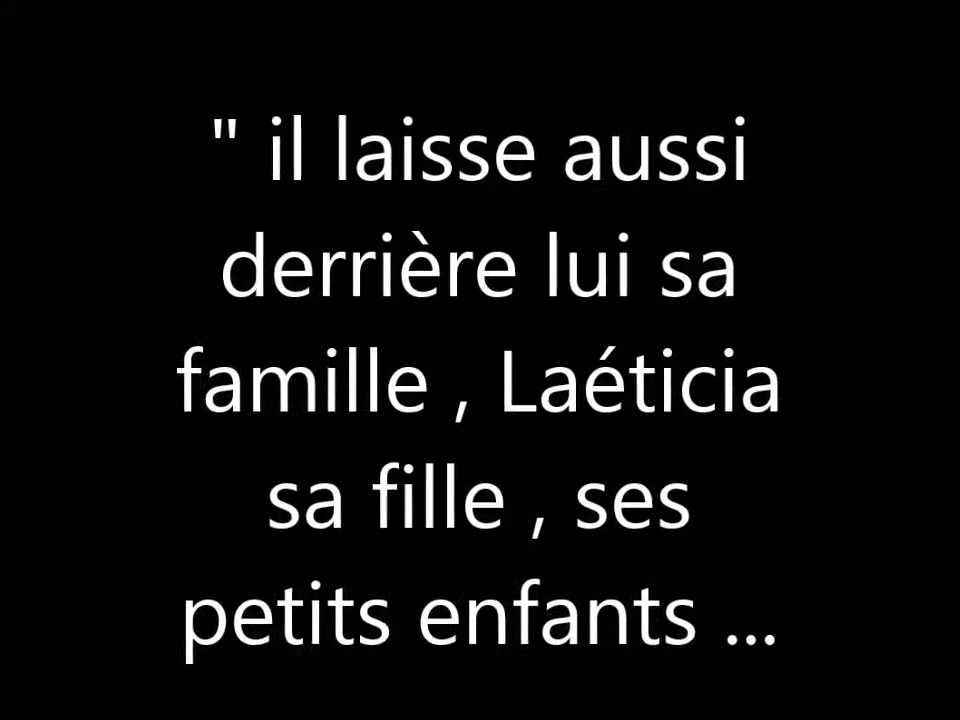 " il laisse aussi
derrière lui sa
famille , Laéticia
sa fille , ses
petits enfants ...